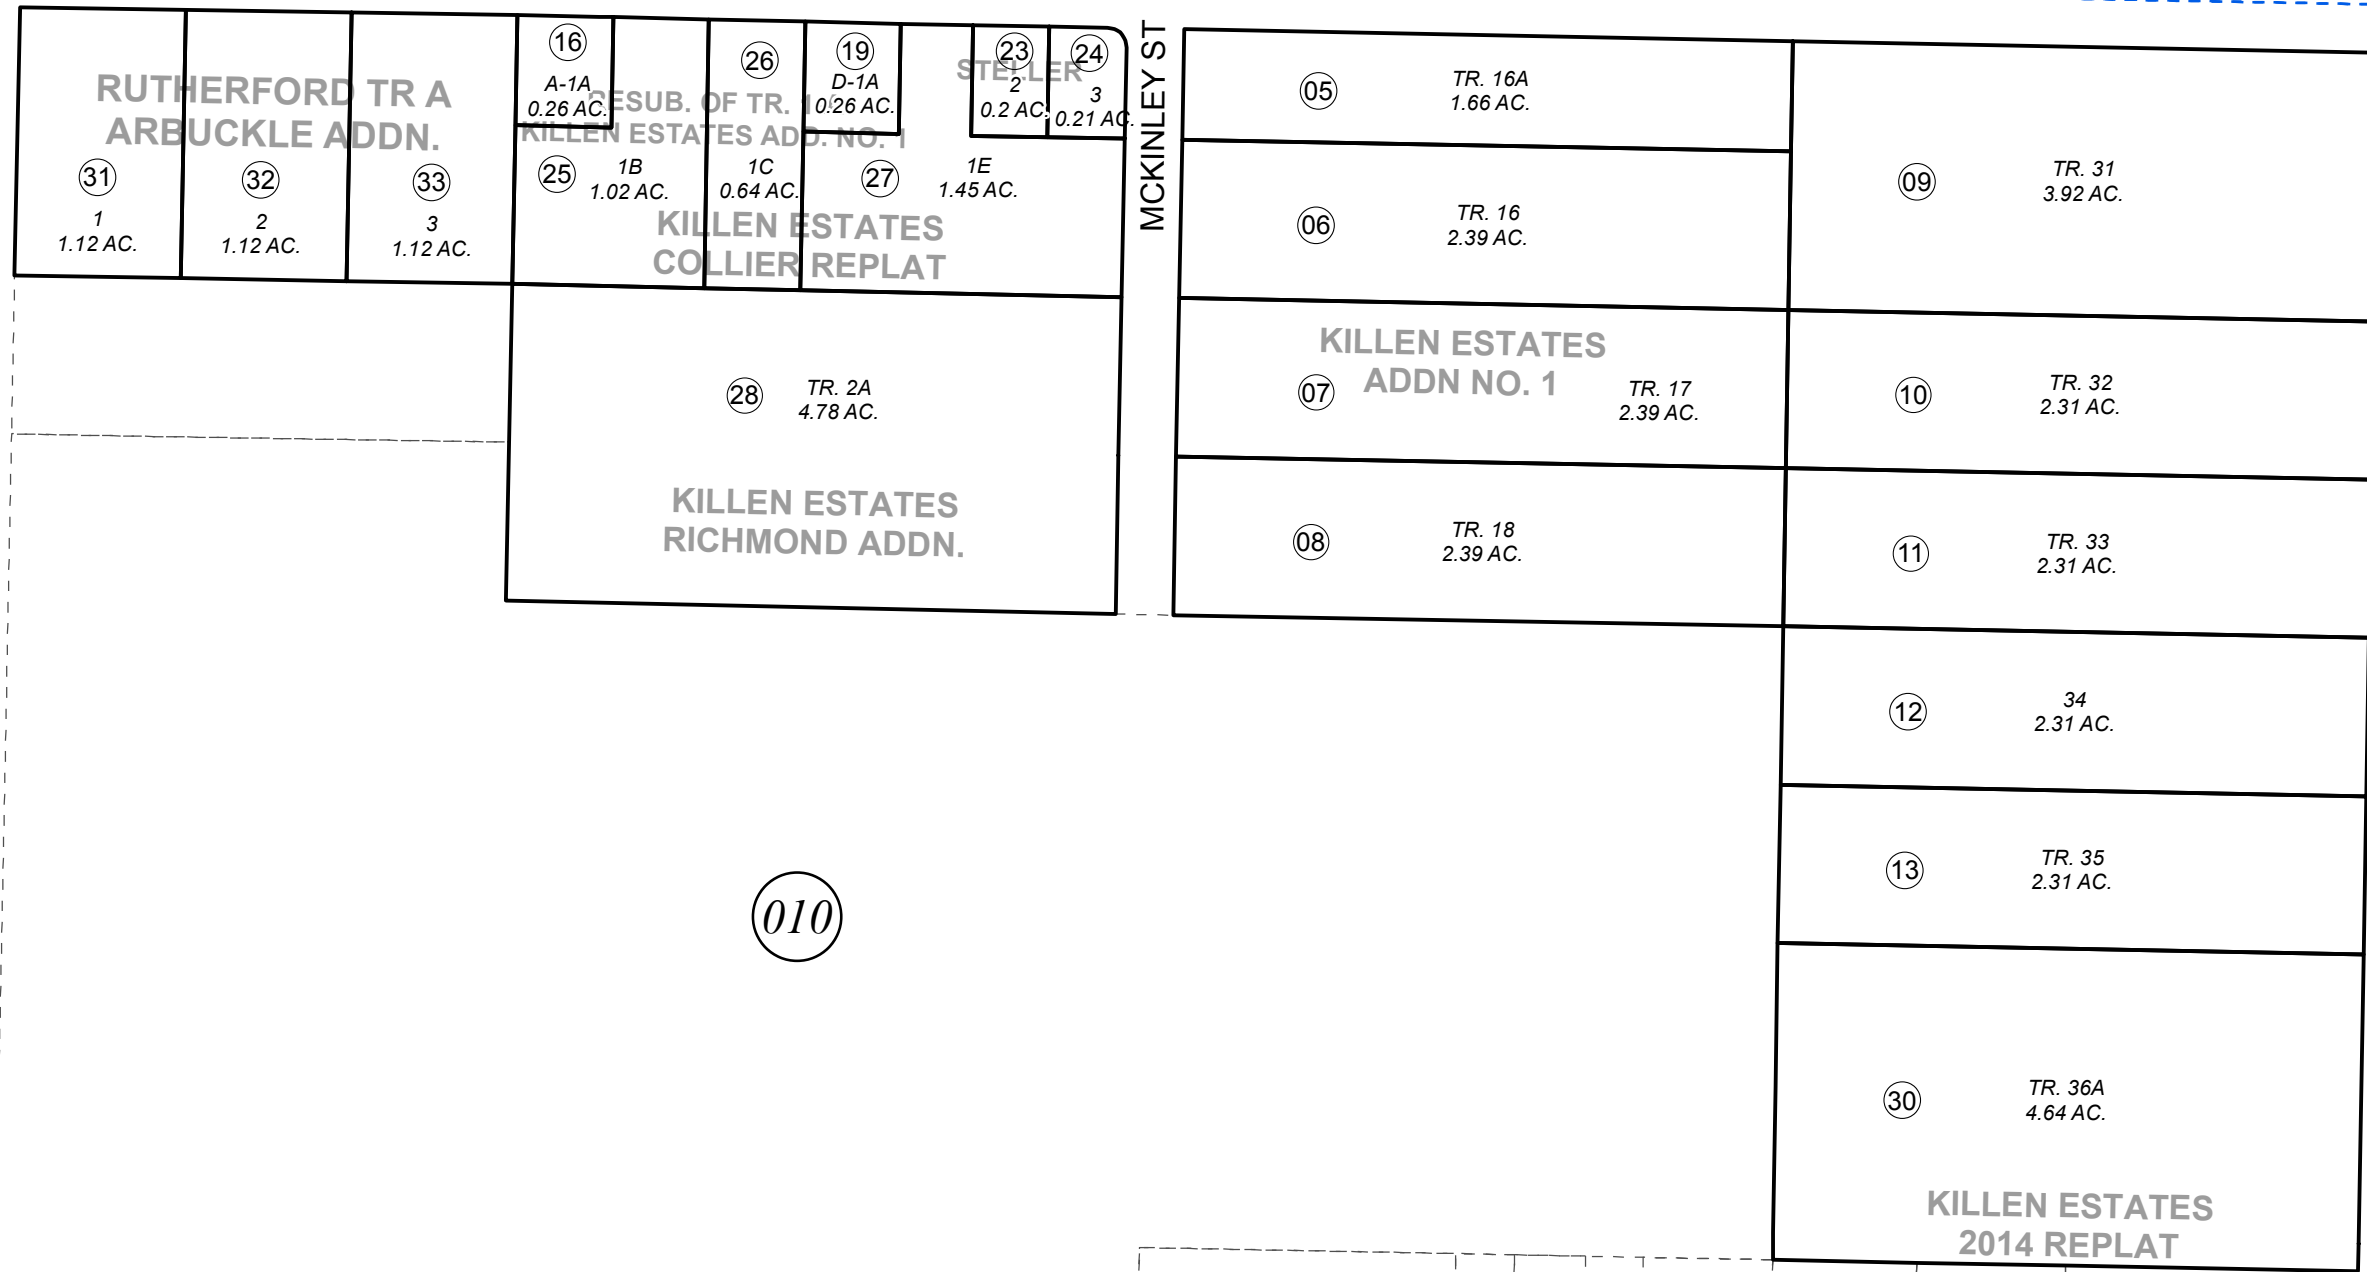 RUTHERFORD TR A
ARBUCKLE ADDN.
31
1
1.12 AC.
32
2
1.12 AC.
33
3
1.12 AC.
16
A-1A
0.26 AC.
RESUB. OF TR. 1
KILLEN ESTATES ADD. NO. 1
25
1B
1.02 AC.
26
1C
0.64 AC.
19
D-1A
0.26 AC.
STELLER
23
2
0.2 AC.
24
3
0.21 AC.
27
1E
1.45 AC.
KILLEN ESTATES
COLLIER REPLAT
MCKINLEY ST
28
TR. 2A
4.78 AC.
KILLEN ESTATES
RICHMOND ADDN.
05
TR. 16A
1.66 AC.
06
TR. 16
2.39 AC.
KILLEN ESTATES
ADDN NO. 1
07
TR. 17
2.39 AC.
08
TR. 18
2.39 AC.
09
TR. 31
3.92 AC.
10
TR. 32
2.31 AC.
11
TR. 33
2.31 AC.
12
34
2.31 AC.
13
TR. 35
2.31 AC.
30
TR. 36A
4.64 AC.
KILLEN ESTATES
2014 REPLAT
010